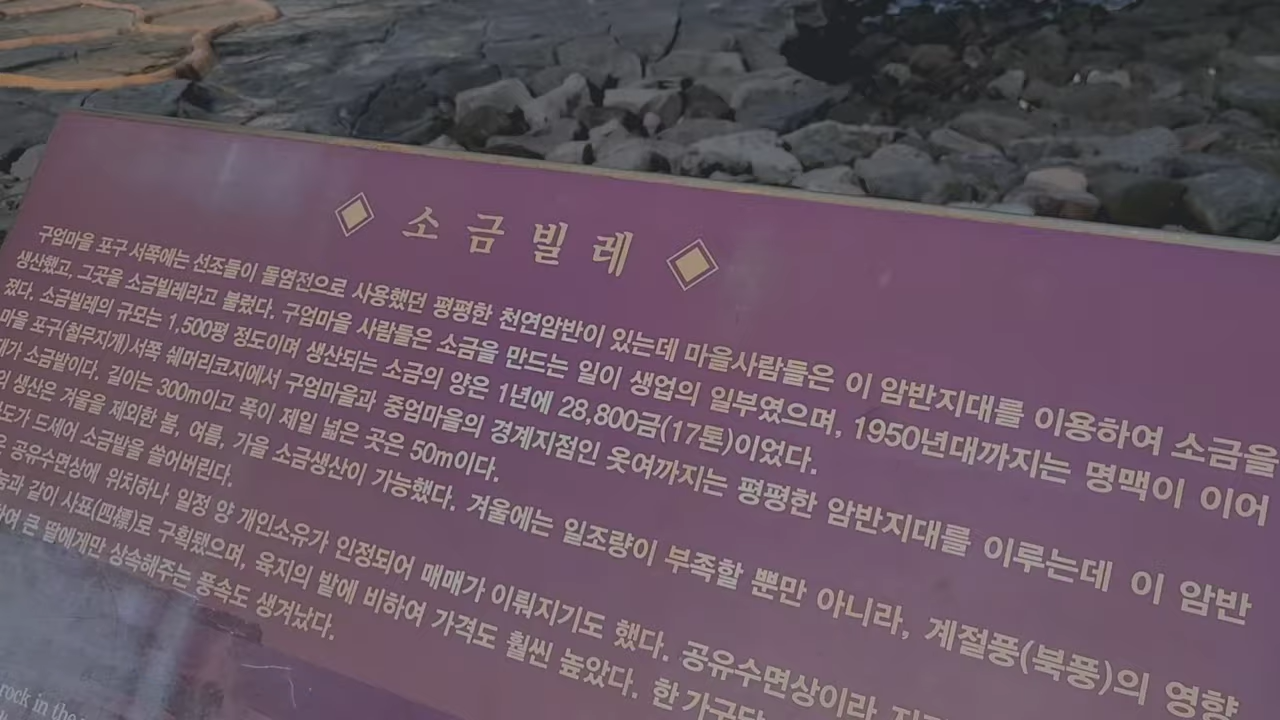 소금빌레
구엄마을 포구 서쪽에는 선조들이 돌염전으로 사용했던 평평한 천연암반이 있는데 마을사람들은 이 암반지대를 이용하여 소금을
생산했고, 그곳을 소금빌레라고 불렀다. 구엄마을 사람들은 소금을 만드는 일이 생업의 일부였으며, 1950년대까지는 명맥이 이어
졌다. 소금빌레의 규모는 1,500평 정도이며 생산되는 소금의 양은 1년에 28,800금(17톤)이었다.
마을 포구(철무지개)서쪽 쉐머리코지에서 구엄마을과 중엄마을의 경계지점인 옷여까지는 평평한 암반지대를 이루는데 이 암반
소금밭이다. 길이는 300m이고 폭이 제일 넓은 곳은 50m이다.
생산은 겨울을 제외한 봄, 여름, 가을 소금생산이 가능했다. 겨울에는 일조량이 부족할 뿐만 아니라, 계절풍(북풍)의 영향
드세어 소금밭을 쓸어버린다.
공유수면상에 위치하나 일정 양 개인소유가 인정되어 매매가 이뤄지기도 했다. 공유수면상이라
같이 사표(四標)로 구획됐으며, 육지의 밭에 비하여 가격도 훨씬 높았다. 한
큰 딸에게만 상속해주는 풍속도 생겨났다.
rock in the